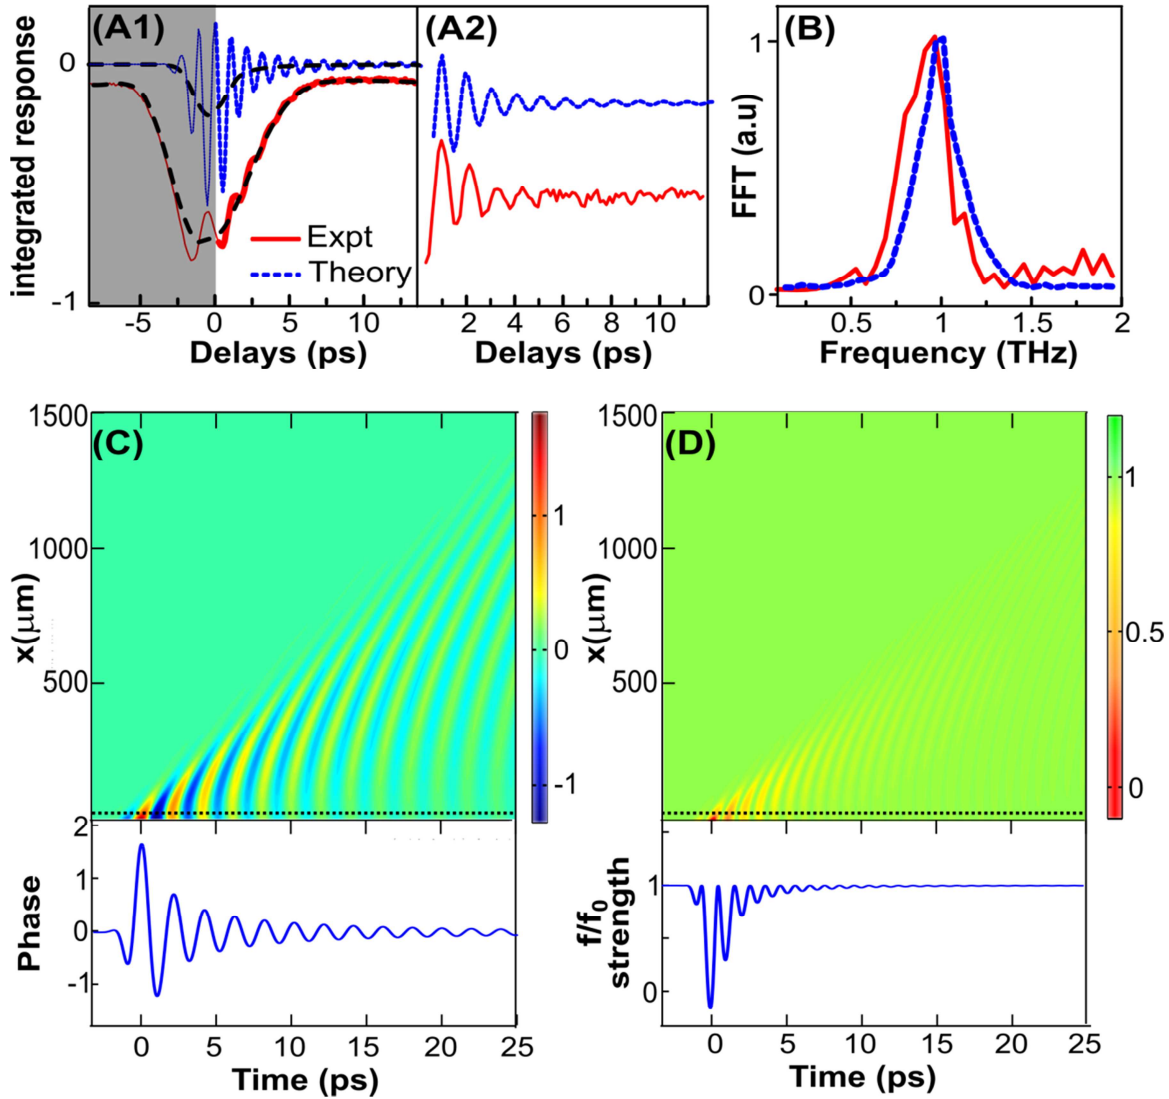 (A1)
(A2)
(B)
integrated response
0
-1
Expt
Theory
-5
0
5
10
Delays (ps)
2
4
6
8
10
Delays (ps)
FFT (a.u)
1
0
0.5
1
1.5
2
Frequency (THz)
(C)
x(μm)
1500
1000
500
1
0
-1
(D)
x(μm)
1500
1000
500
1
0.5
0
Phase
2
1
0
-1
0
5
10
15
20
25
Time (ps)
f/f0
strength
1
0
0
5
10
15
20
25
Time (ps)